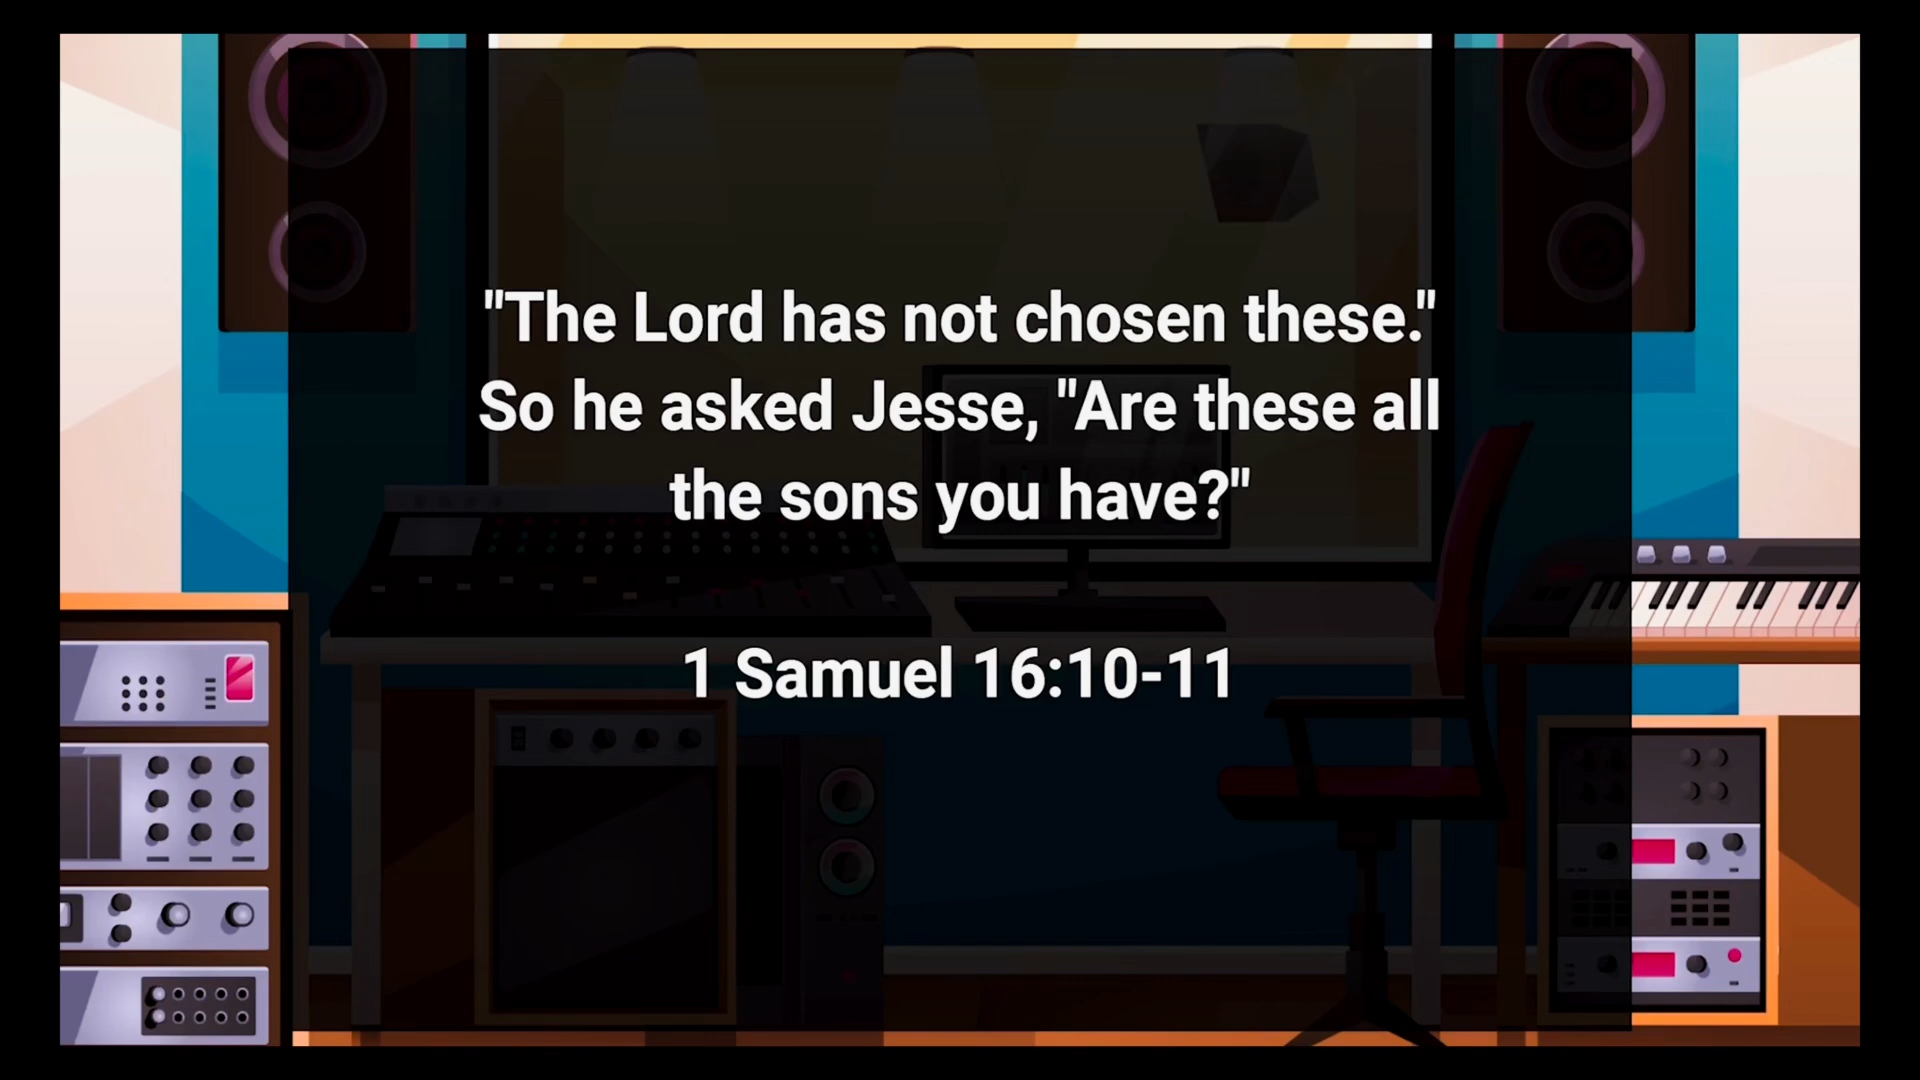 "The Lord has not chosen these."
So he asked Jesse, "Are these all
the sons you have?"
1 Samuel 16:10-11